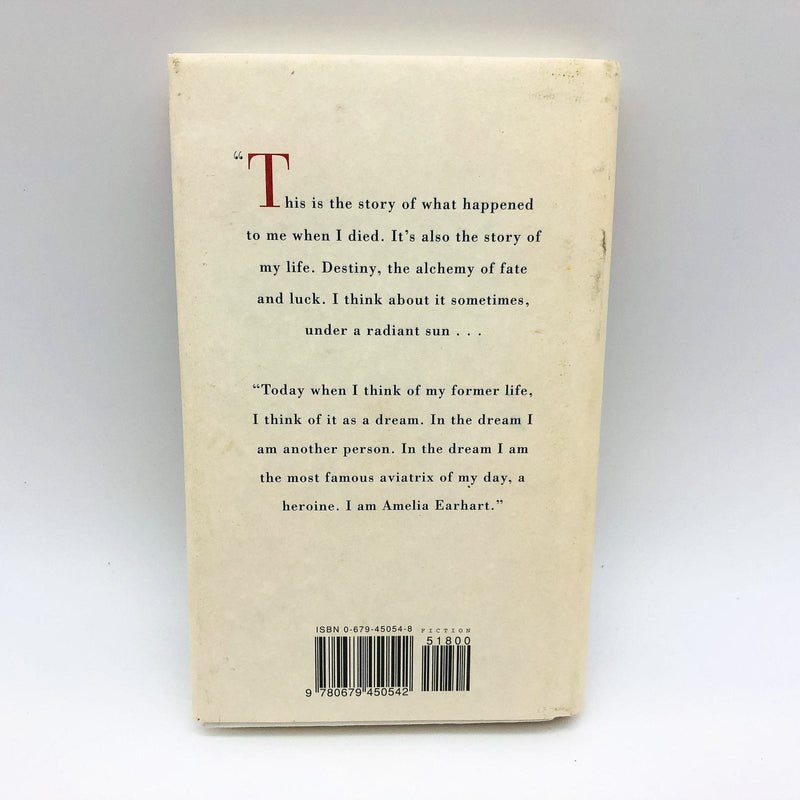 “This is the story of what happened
to me when I died. It’s also the story of
my life. Destiny, the alchemy of fate
and luck. I think about it sometimes,
under a radiant sun . . .
“Today when I think of my former life,
I think of it as a dream. In the dream I
am another person. In the dream I am
the most famous aviatrix of my day, a
heroine. I am Amelia Earhart.”
ISBN 0-679-45054-8 FICTION
51800
9 780679 450542